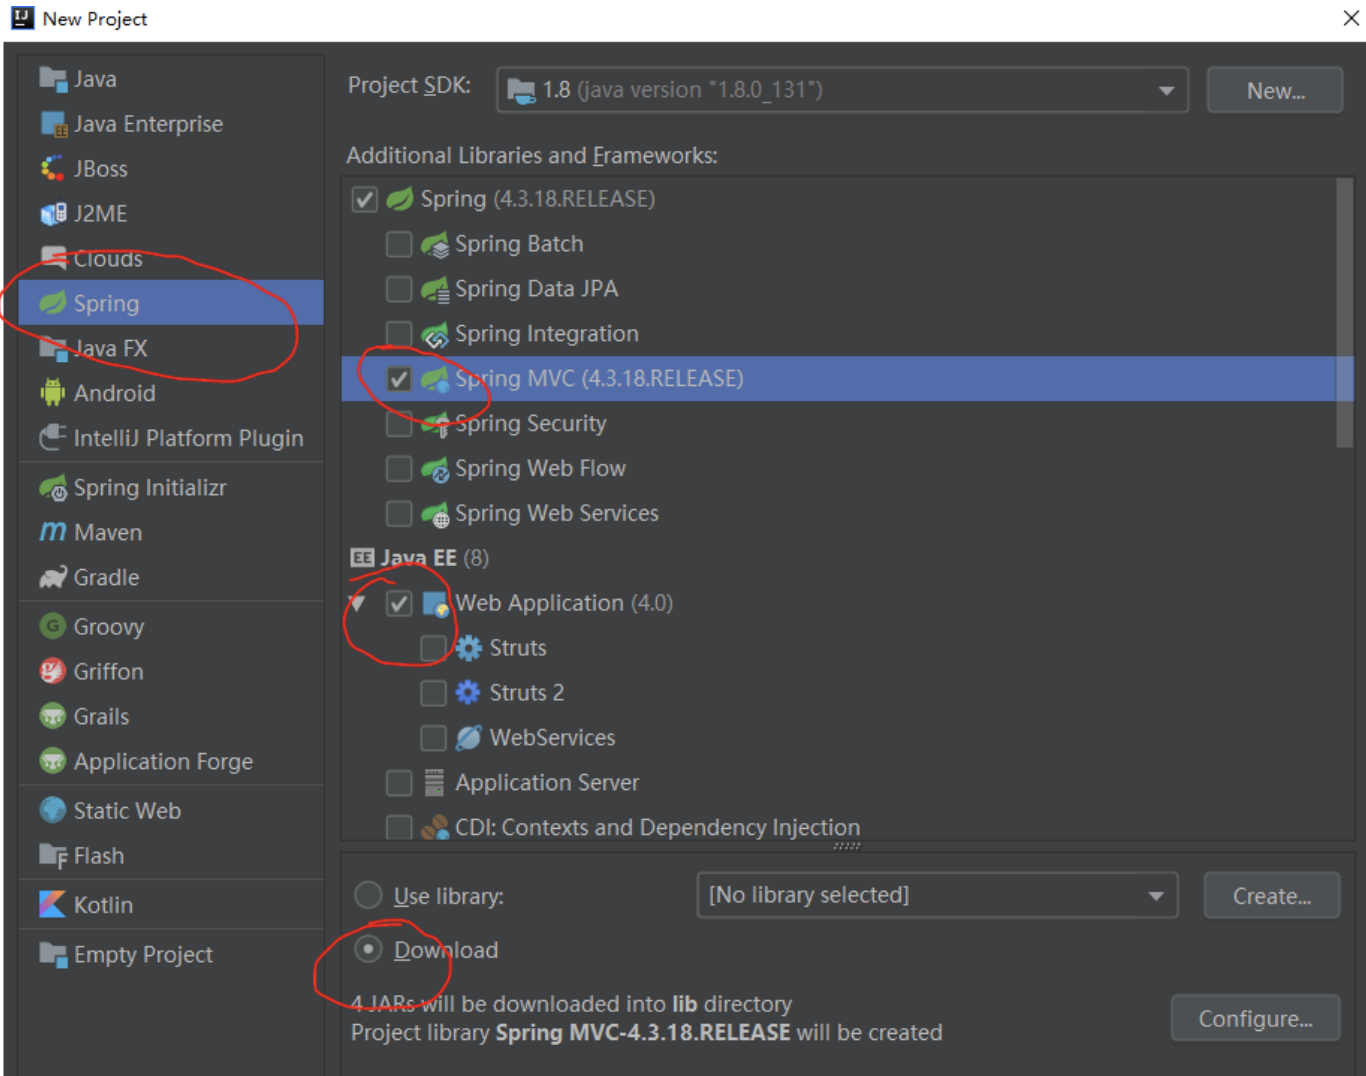 New Project
Java
Java Enterprise
JBoss
J2ME
Clouds
Spring
Java FX
Android
IntelliJ Platform Plugin
Spring Initializr
Maven
Gradle
Groovy
Griffon
Grails
Application Forge
Static Web
Flash
Kotlin
Empty Project
Project SDK: 1.8 (java version "1.8.0_131") New...
Additional Libraries and Frameworks:
Spring (4.3.18.RELEASE)
Spring Batch
Spring Data JPA
Spring Integration
Spring MVC (4.3.18.RELEASE)
Spring Security
Spring Web Flow
Spring Web Services
Java EE (8)
Web Application (4.0)
Struts
Struts 2
WebServices
Application Server
CDI: Contexts and Dependency Injection
Use library: [No library selected] Create...
Download
4 JARs will be downloaded into lib directory
Project library Spring MVC-4.3.18.RELEASE will be created
Configure...